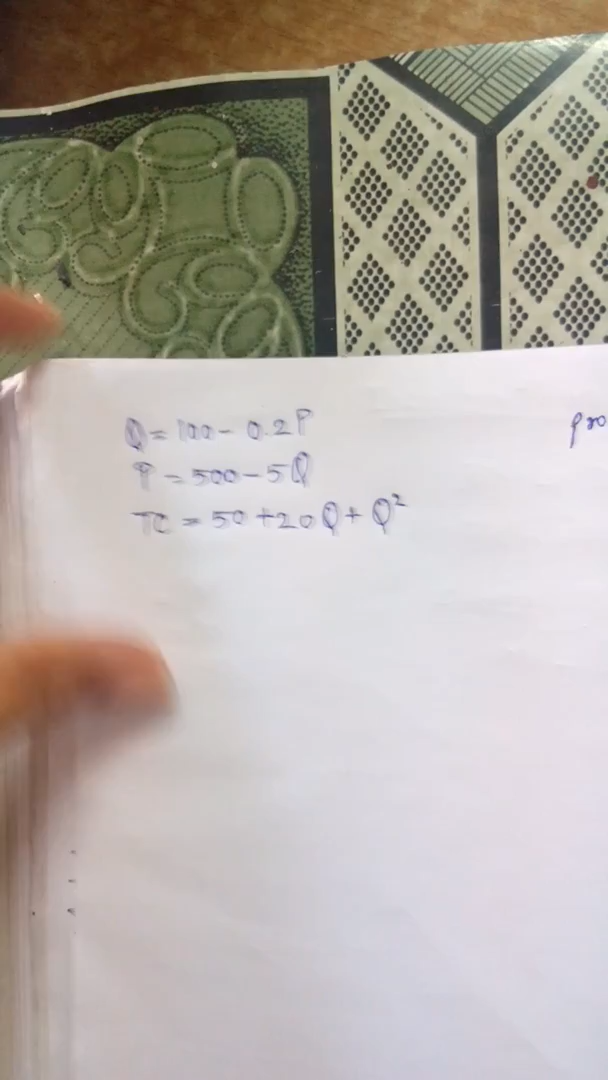 Q = 100 - 0.2P
P = 500 - 5Q
TC = 50 + 20Q + Q²